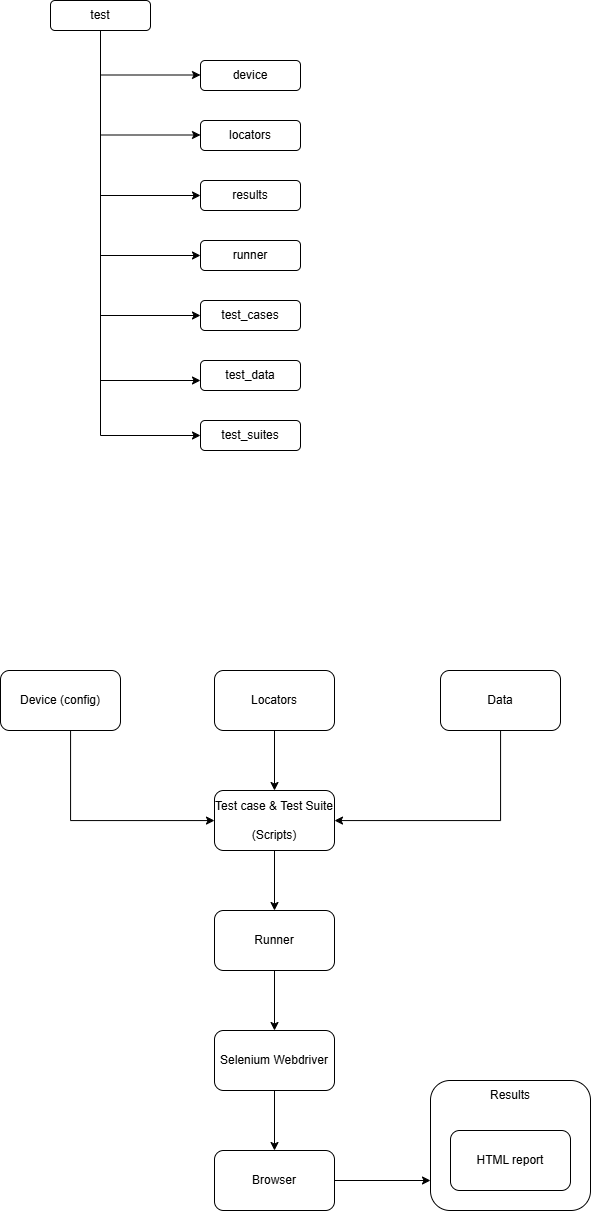 test
device
locators
results
runner
test_cases
test_data
test_suites
Device (config)
Locators
Data
Test case & Test Suite
(Scripts)
Runner
Selenium Webdriver
Results
HTML report
Browser